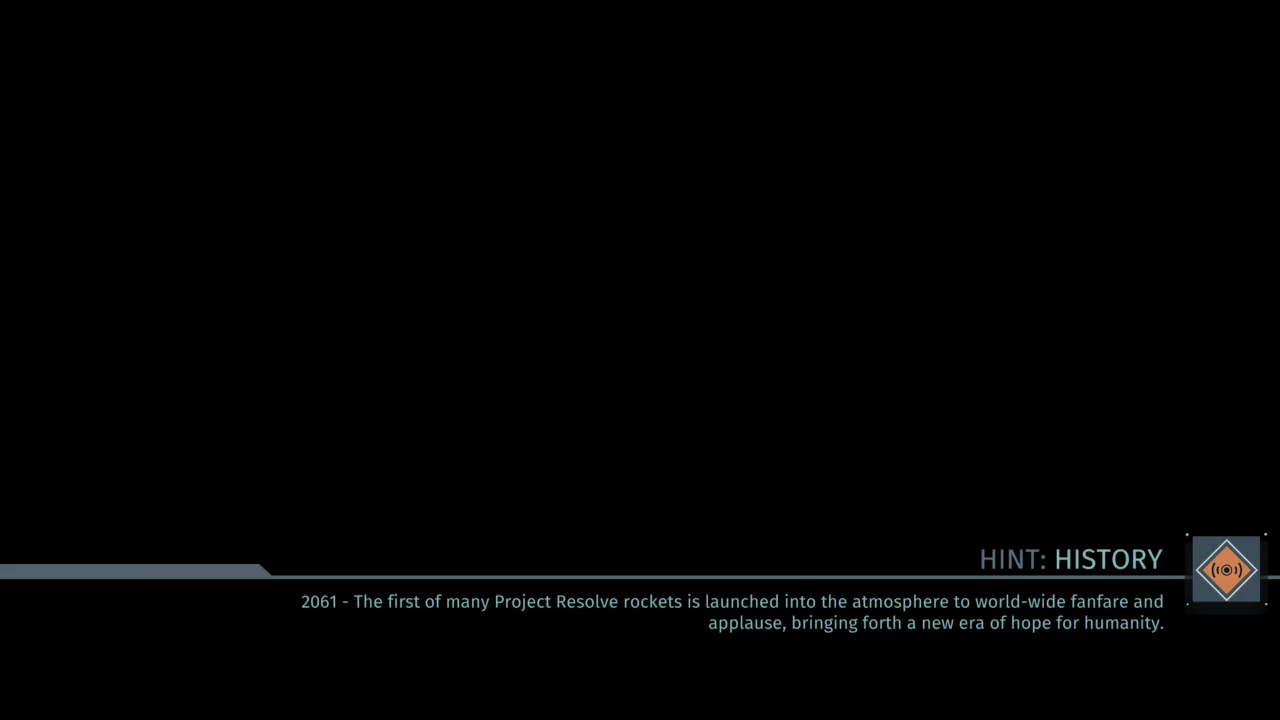 HINT: HISTORY
2061 - The first of many Project Resolve rockets is launched into the atmosphere to world-wide fanfare and
applause, bringing forth a new era of hope for humanity.